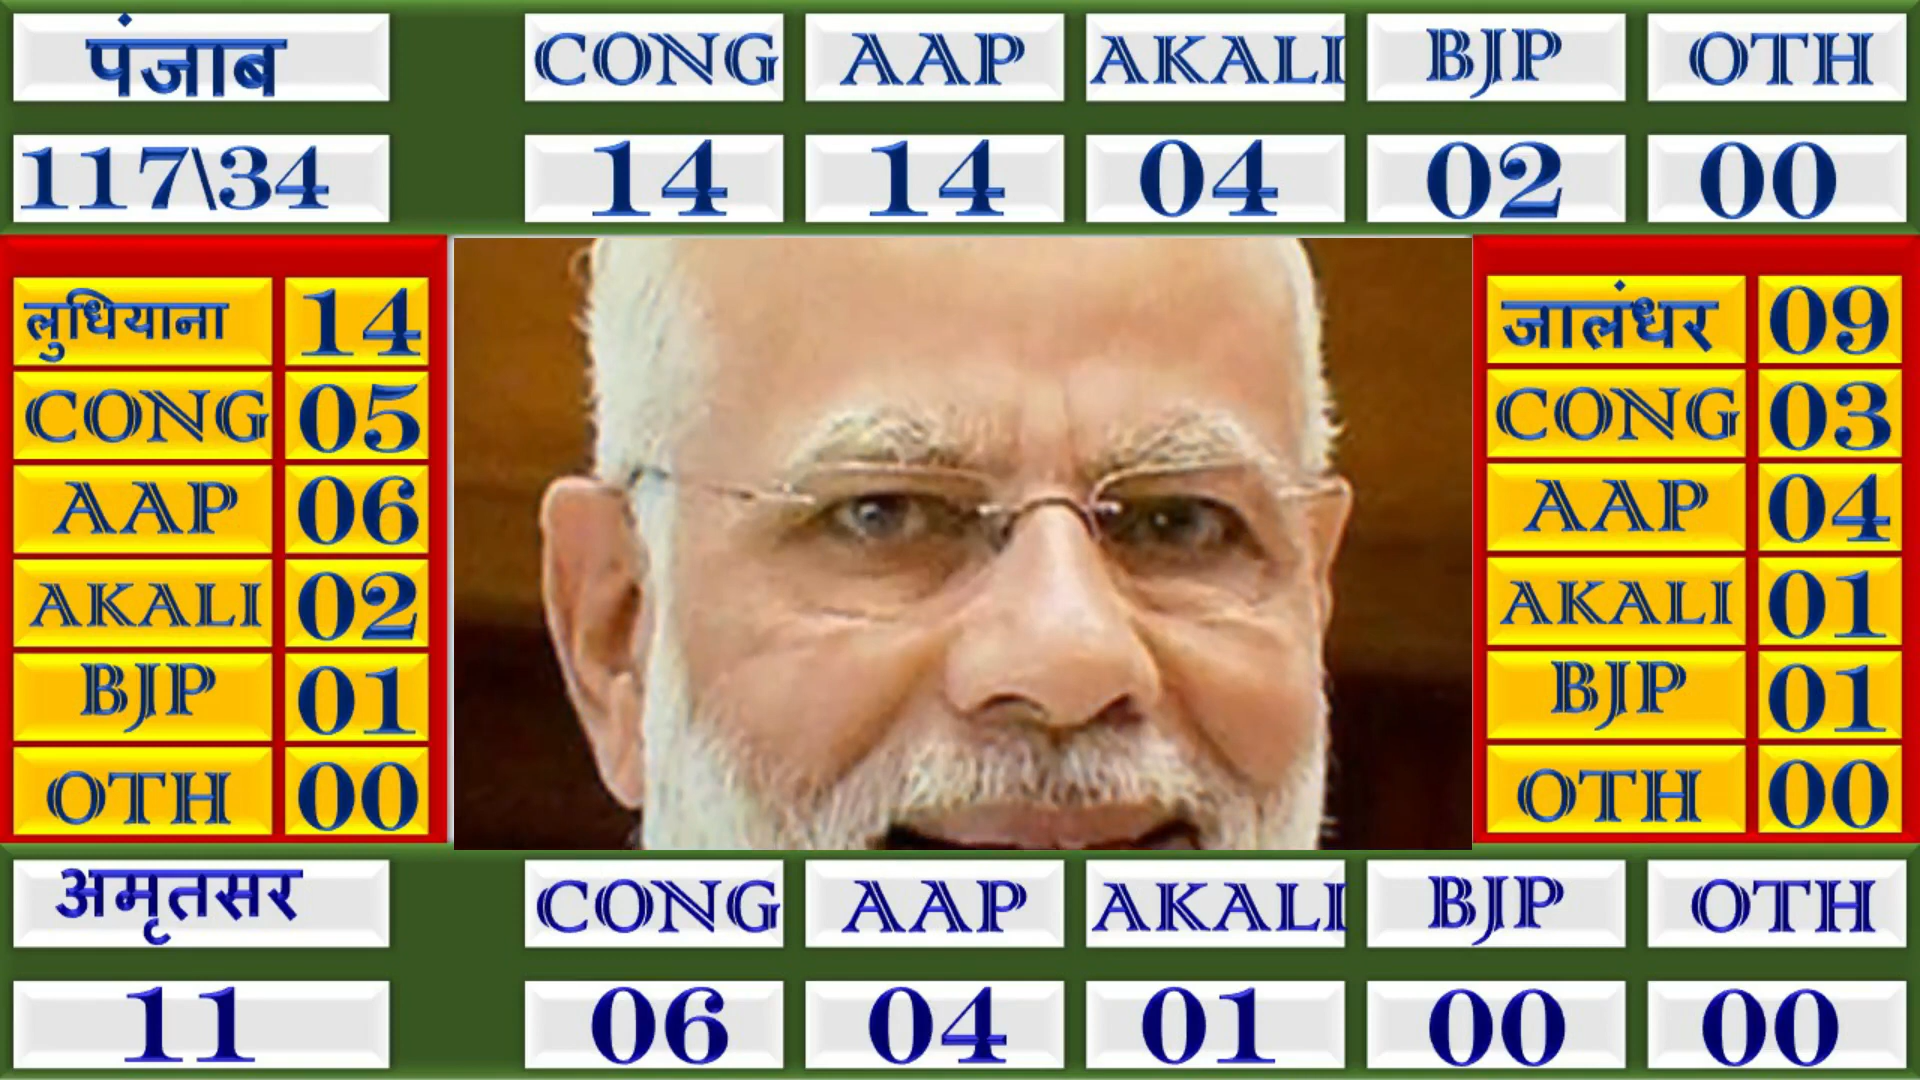 पंजाब CONG AAP AKALI BJP OTH
117\34 14 14 04 02 00
लुधियाना 14
CONG 05
AAP 06
AKALI 02
BJP 01
OTH 00
जालंधर 09
CONG 03
AAP 04
AKALI 01
BJP 01
OTH 00
अमृतसर CONG AAP AKALI BJP OTH
11 06 04 01 00 00